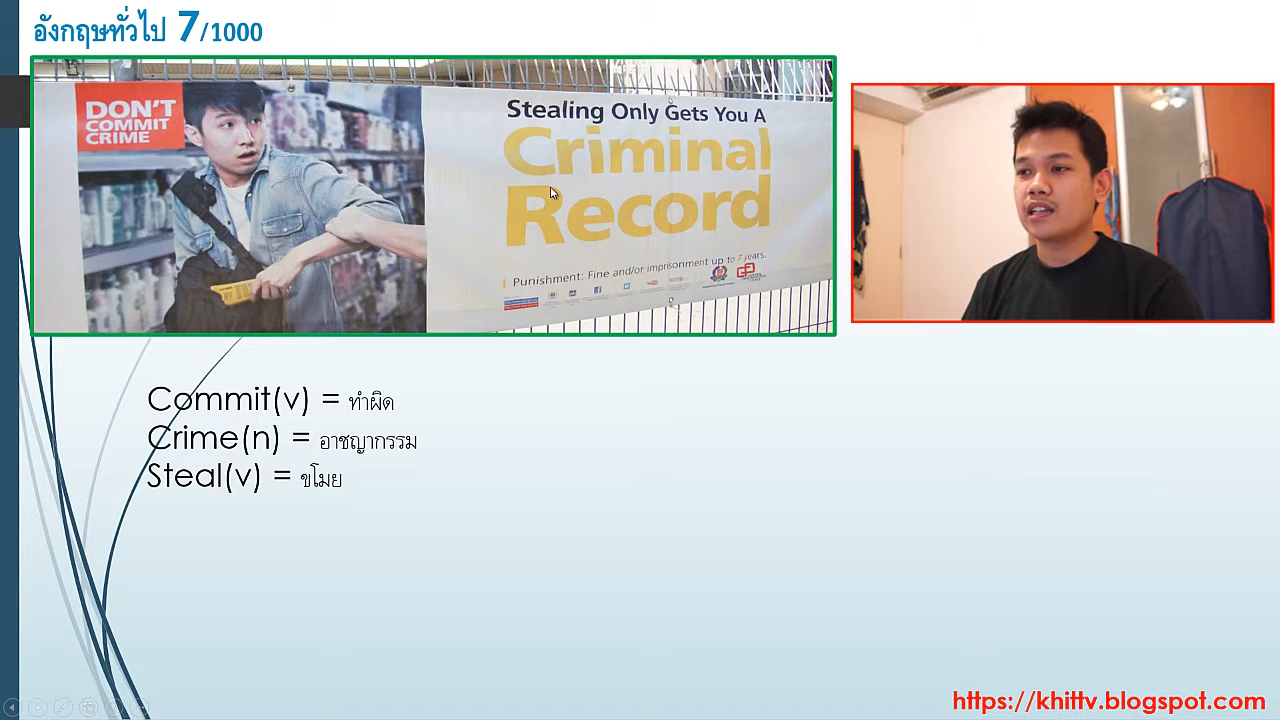 อังกฤษทั่วไป 7/1000
DON'T
COMMIT
CRIME
Stealing Only Gets You A
Criminal
Record
Punishment: Fine and/or imprisonment up to 7 years.
Commit(v) = ทำผิด
Crime(n) = อาชญากรรม
Steal(v) = ขโมย
https://khittv.blogspot.com